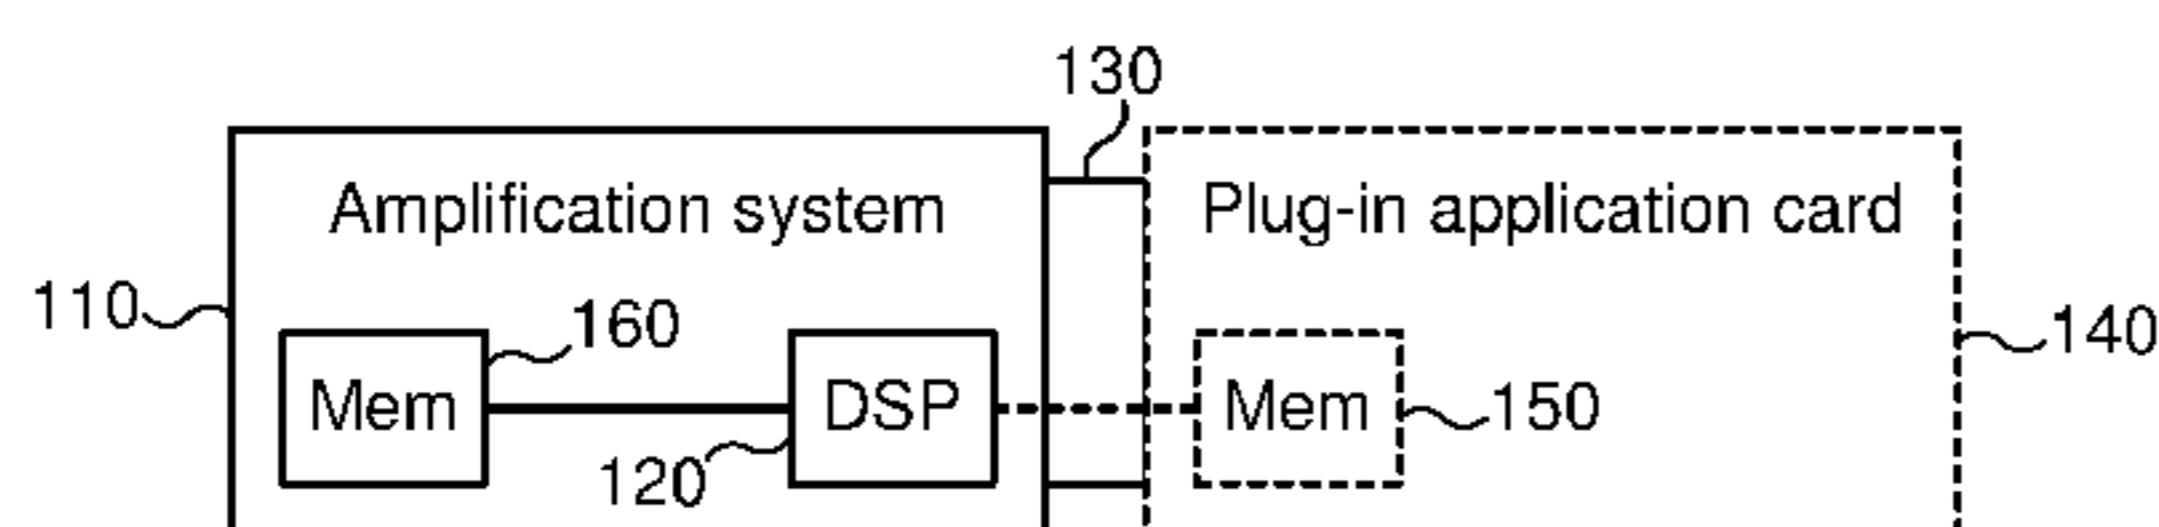 130
Amplification system
Plug-in application card
110
160
140
Mem
DSP
Mem
150
120